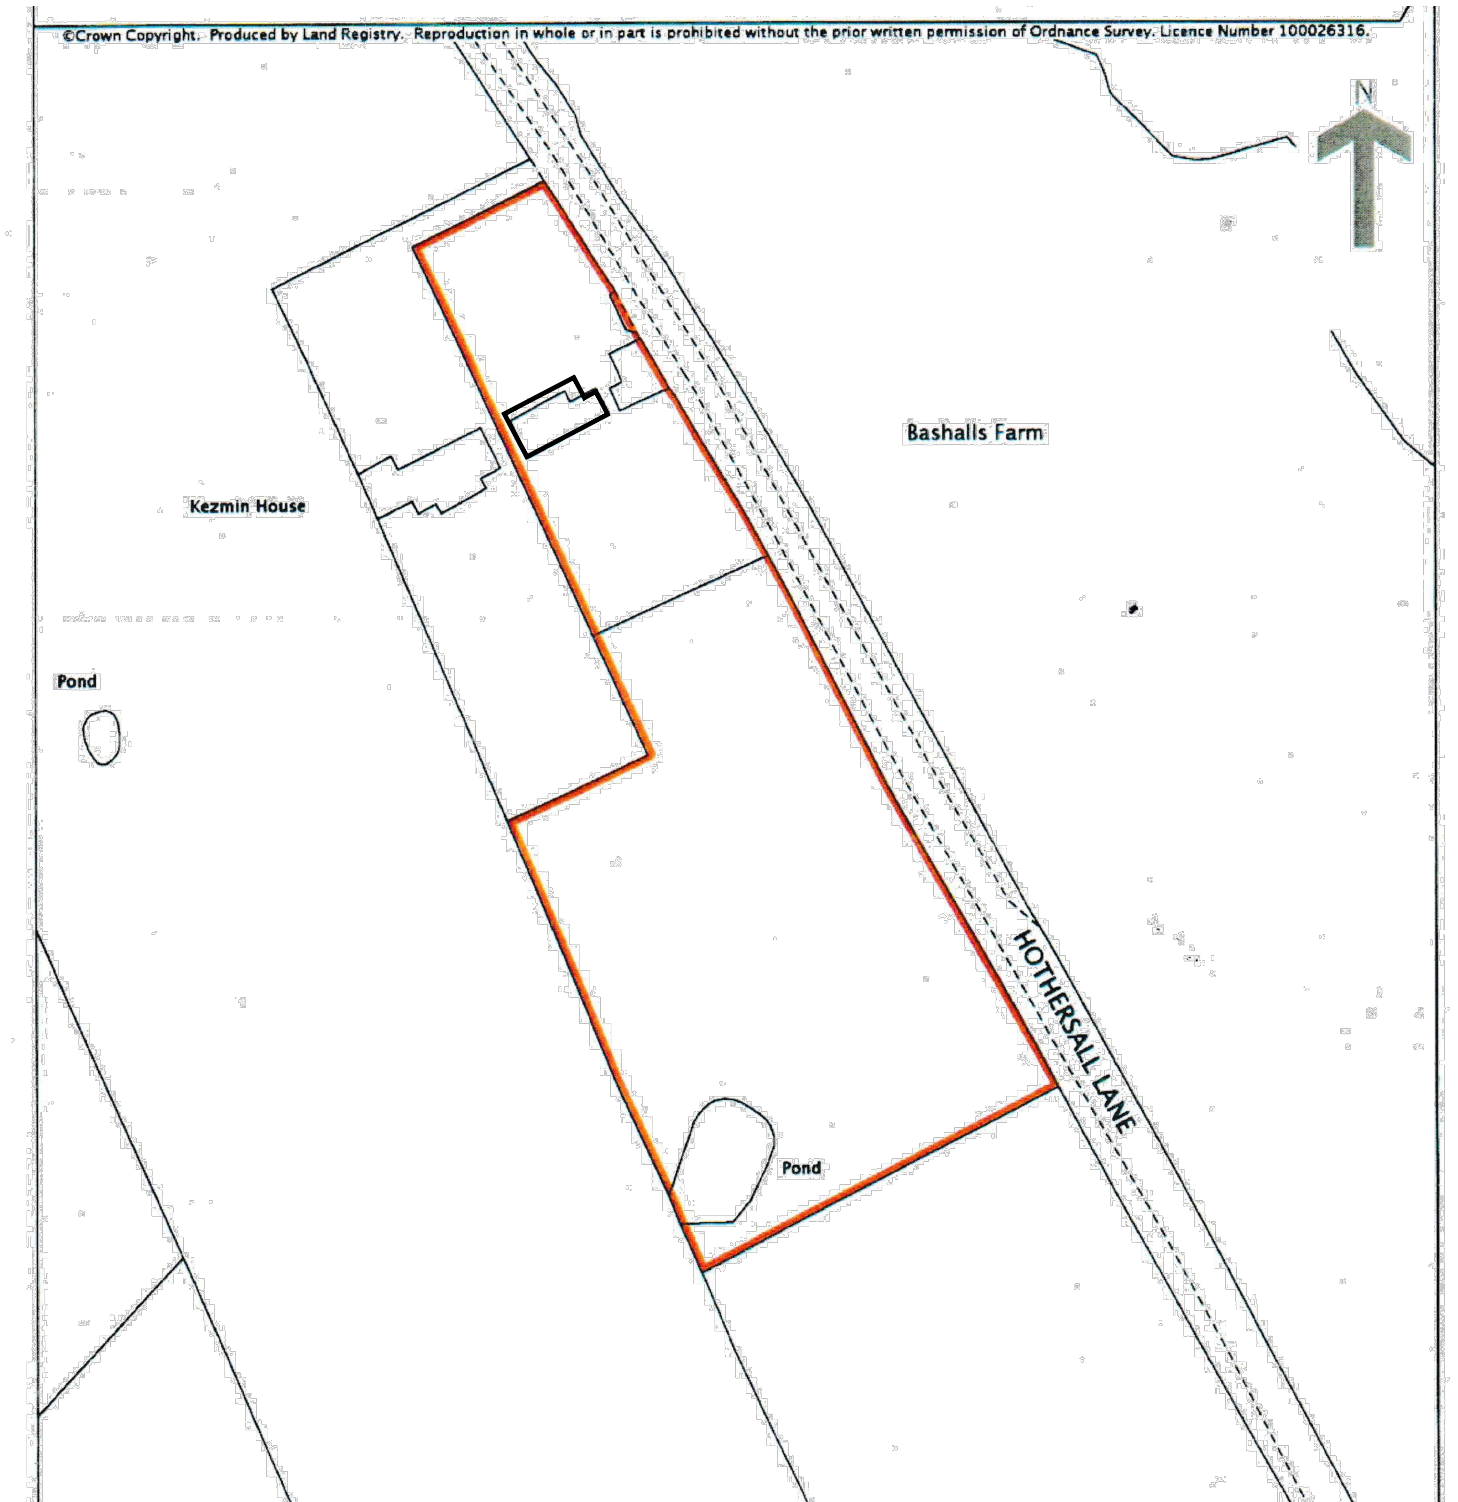 ©Crown Copyright. Produced by Land Registry. Reproduction in whole or in part is prohibited without the prior written permission of Ordnance Survey. Licence Number 100026316.
N
Bashalls Farm
Kezmin House
Pond
HOTHERSALL LANE
Pond